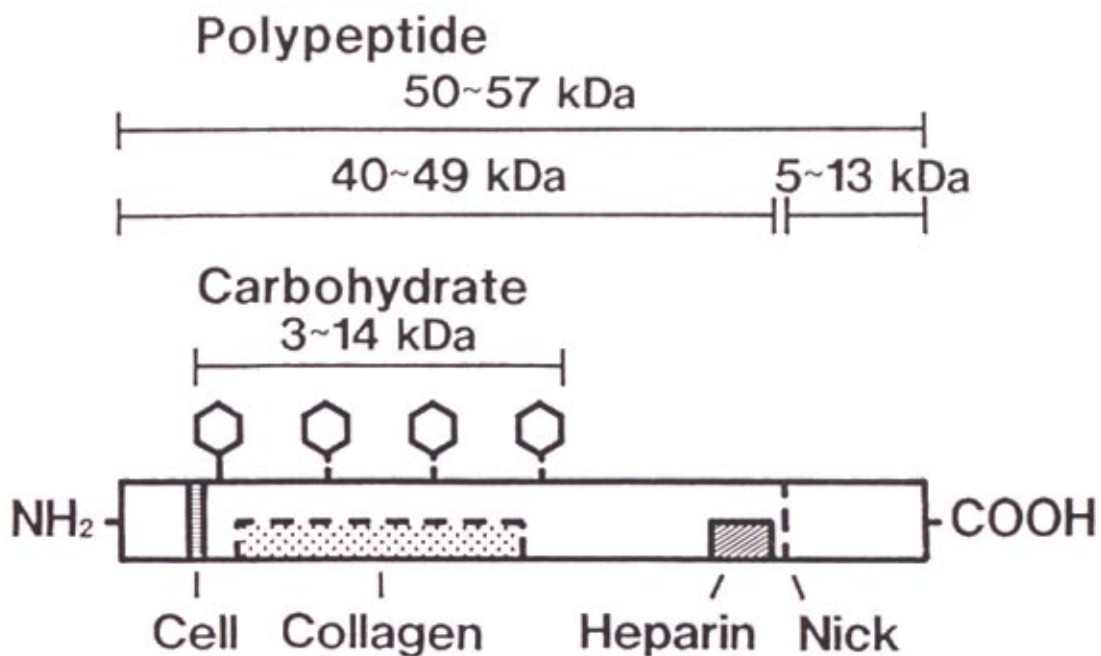 Polypeptide
50~57 kDa
40~49 kDa 5~13 kDa
Carbohydrate
3~14 kDa
NH₂ COOH
Cell Collagen Heparin Nick